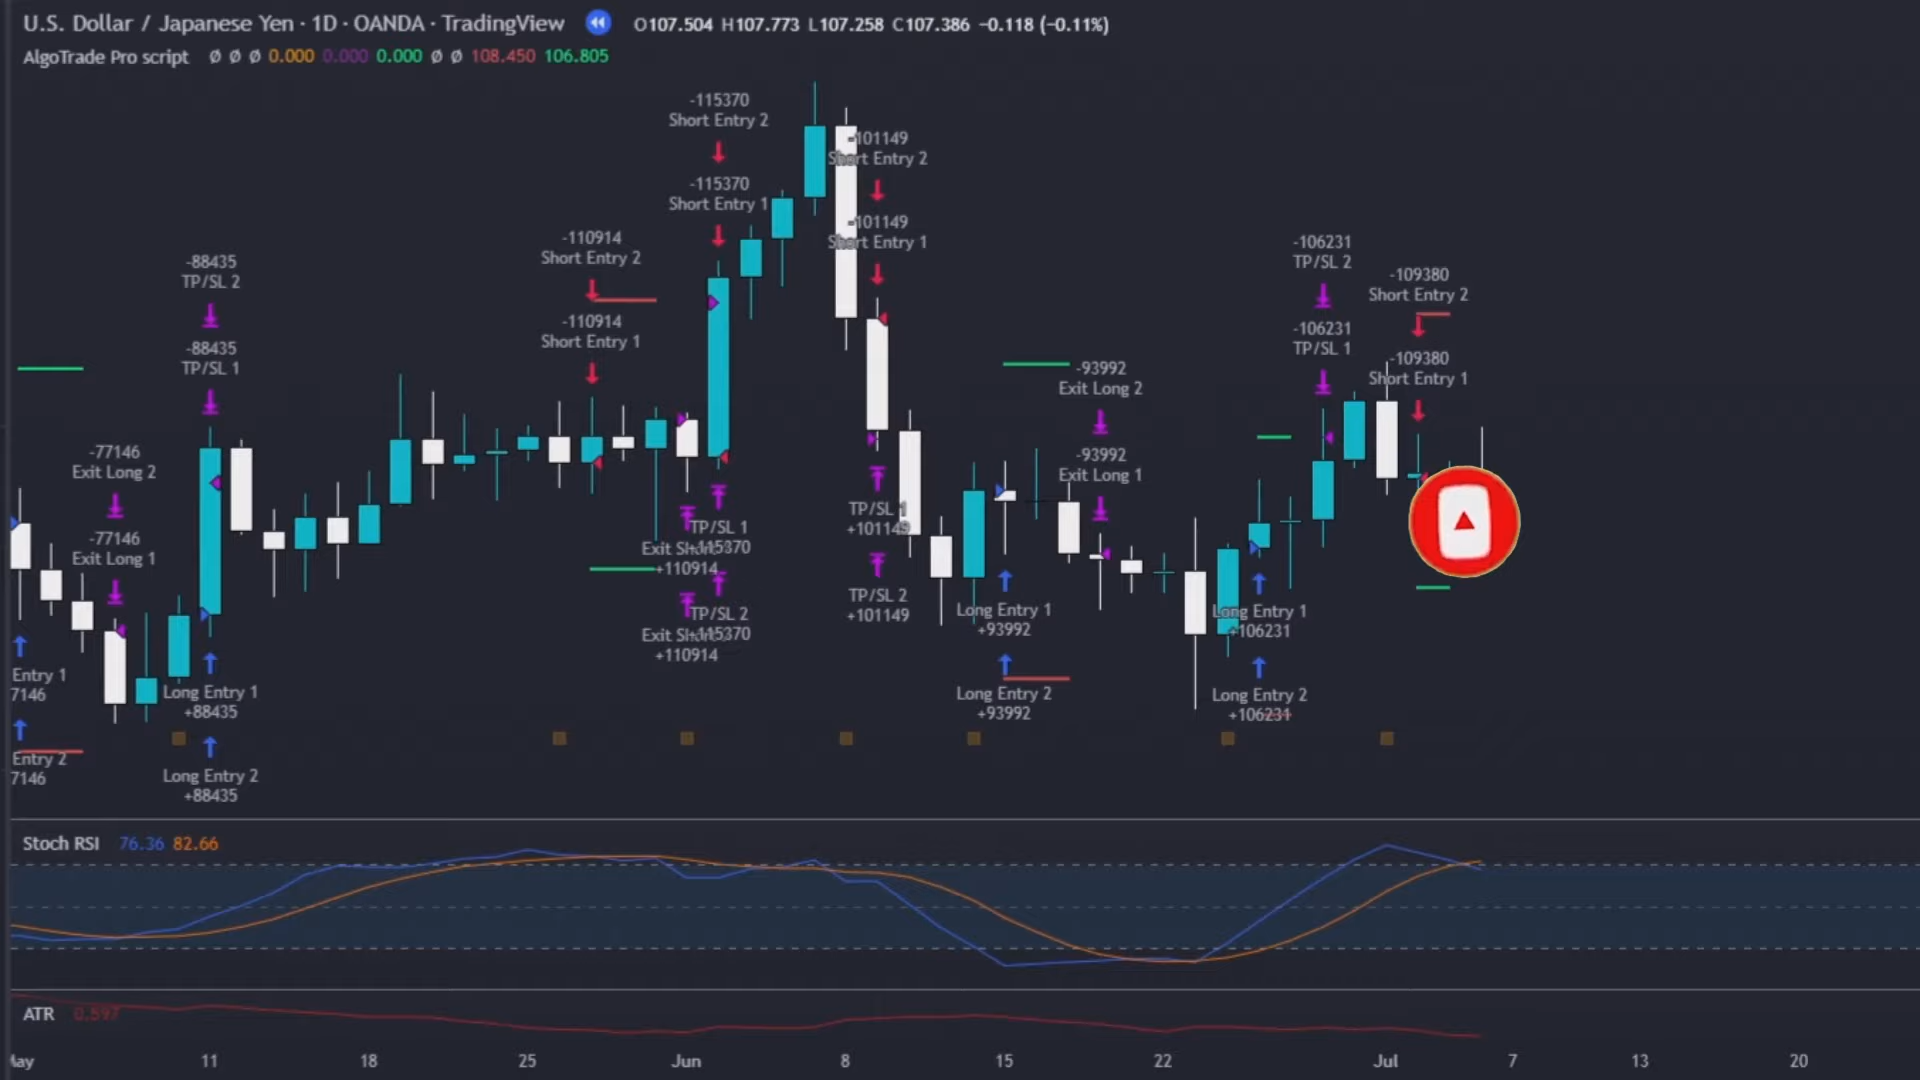 U.S. Dollar / Japanese Yen · 1D · OANDA · TradingView O107.504 H107.773 L107.258 C107.386 −0.118 (−0.11%)
AlgoTrade Pro script Ø Ø Ø 0.000 0.000 0.000 Ø Ø 108.450 106.805
-115370
Short Entry 2
-115370
Short Entry 1
-101149
Short Entry 2
-101149
Short Entry 1
-110914
Short Entry 2
-110914
Short Entry 1
-88435
TP/SL 2
-88435
TP/SL 1
-106231
TP/SL 2
-106231
TP/SL 1
-109380
Short Entry 2
-109380
Short Entry 1
-93992
Exit Long 2
-93992
Exit Long 1
-77146
Exit Long 2
-77146
Exit Long 1
TP/SL 1
+110914
TP/SL 2
+110914
TP/SL 1
+101149
TP/SL 2
+101149
Long Entry 1
+93992
Long Entry 2
+93992
Long Entry 1
+106231
Long Entry 2
+106231
Entry 1
7146
Entry 2
7146
Long Entry 1
+88435
Long Entry 2
+88435
Stoch RSI 76.36 82.66
ATR 0.597
May 11 18 25 Jun 8 15 22 Jul 7 13 20